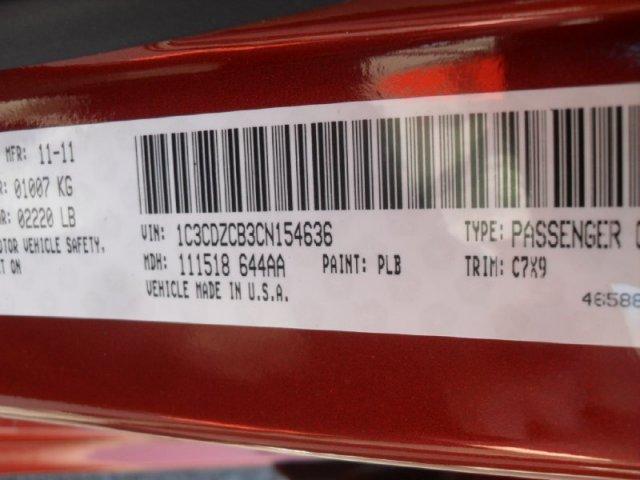 MFR: 11-11
R: 01007 KG
R: 02220 LB
OTOR VEHICLE SAFETY,
T ON
VIN: 1C3CDZCB3CN154636 TYPE: PASSENGER
MDH: 111518 644AA PAINT: PLB TRIM: C7X9
VEHICLE MADE IN U.S.A.
46588